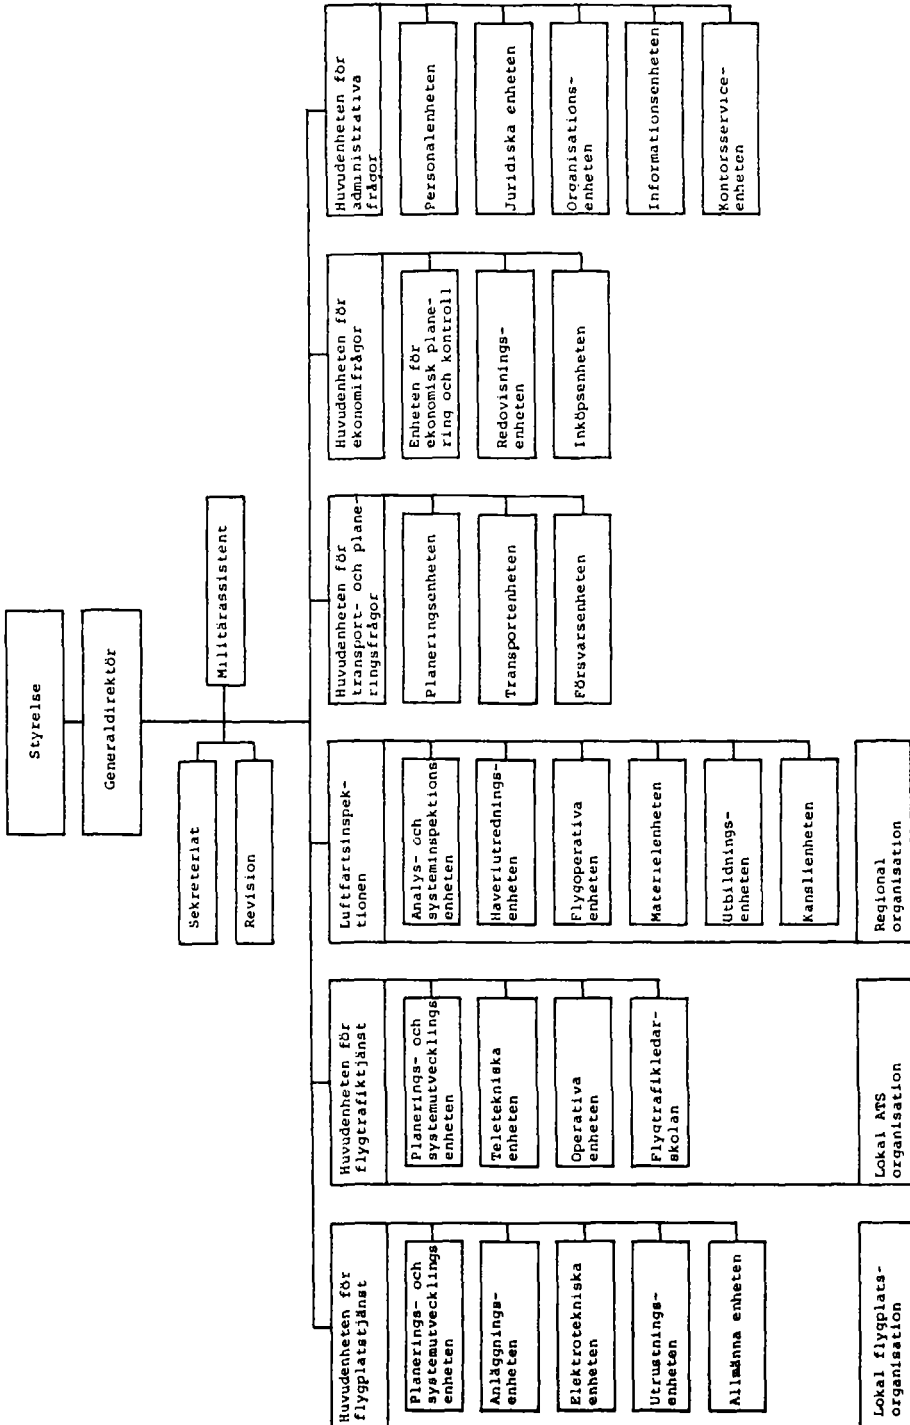 Styrelse
Generaldirektör
Militärassistent
Sekreteriat
Revision
Huvudenheten för
flygplatstjänst
Planerings- och
systemutvecklings
enheten
Anläggnings-
enheten
Elektrotekniska
enheten
Utrustnings-
enheten
Allmänna enheten
Lokal flygplats-
organisation
Huvudenheten för
flygtrafiktjänst
Planerings- och
systemutvecklings
enheten
Teletekniska
enheten
Operativa
enheten
Flygtrafikledar-
skolan
Lokal ATS
organisation
Luftfartsinspek-
tionen
Analys- och
systeminspektions
enheten
Haveriutrednings-
enheten
Flygoperativa
enheten
Materielenheten
Utbildnings-
enheten
Kanslienheten
Regional
organisation
Huvudenheten för
transport- och plane-
ringsfrågor
Planeringsenheten
Transportenheten
Försvarsenheten
Huvudenheten för
ekonomifrågor
Enheten för
ekonomisk plane-
ring och kontroll
Redovisnings-
enheten
Inköpsenheten
Huvudenheten för
administrativa
frågor
Personalenheten
Juridiska enheten
Organisations-
enheten
Informationsenheten
Kontorsservice-
enheten